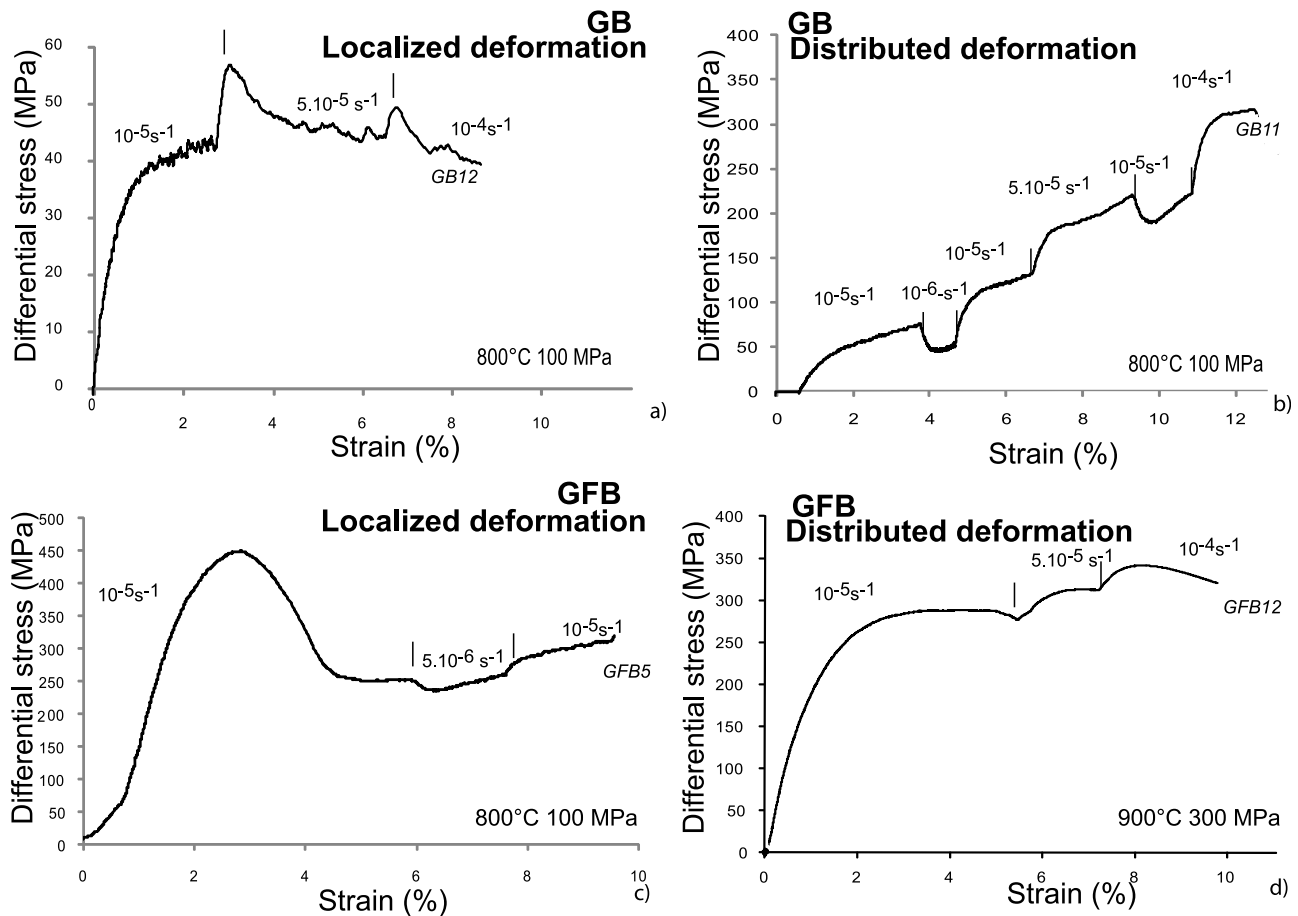 GB
Localized deformation
Differential stress (MPa)
60
50
40
30
20
10
0
0
2
4
6
8
10
10-5s-1
5.10-5 s-1
10-4s-1
GB12
800°C 100 MPa
Strain (%)
a)
GB
Distributed deformation
Differential stress (MPa)
400
350
300
250
200
150
100
50
0
0
2
4
6
8
10
12
10-5s-1
10-6-s-1
10-5s-1
5.10-5 s-1
10-5s-1
10-4s-1
GB11
800°C 100 MPa
Strain (%)
b)
GFB
Localized deformation
Differential stress (MPa)
500
450
400
350
300
250
200
150
100
50
0
0
2
4
6
8
10
10-5s-1
5.10-6 s-1
10-5s-1
GFB5
800°C 100 MPa
Strain (%)
c)
GFB
Distributed deformation
Differential stress (MPa)
400
350
300
250
200
150
100
50
0
0
2
4
6
8
10
10-5s-1
5.10-5 s-1
10-4s-1
GFB12
900°C 300 MPa
Strain (%)
d)